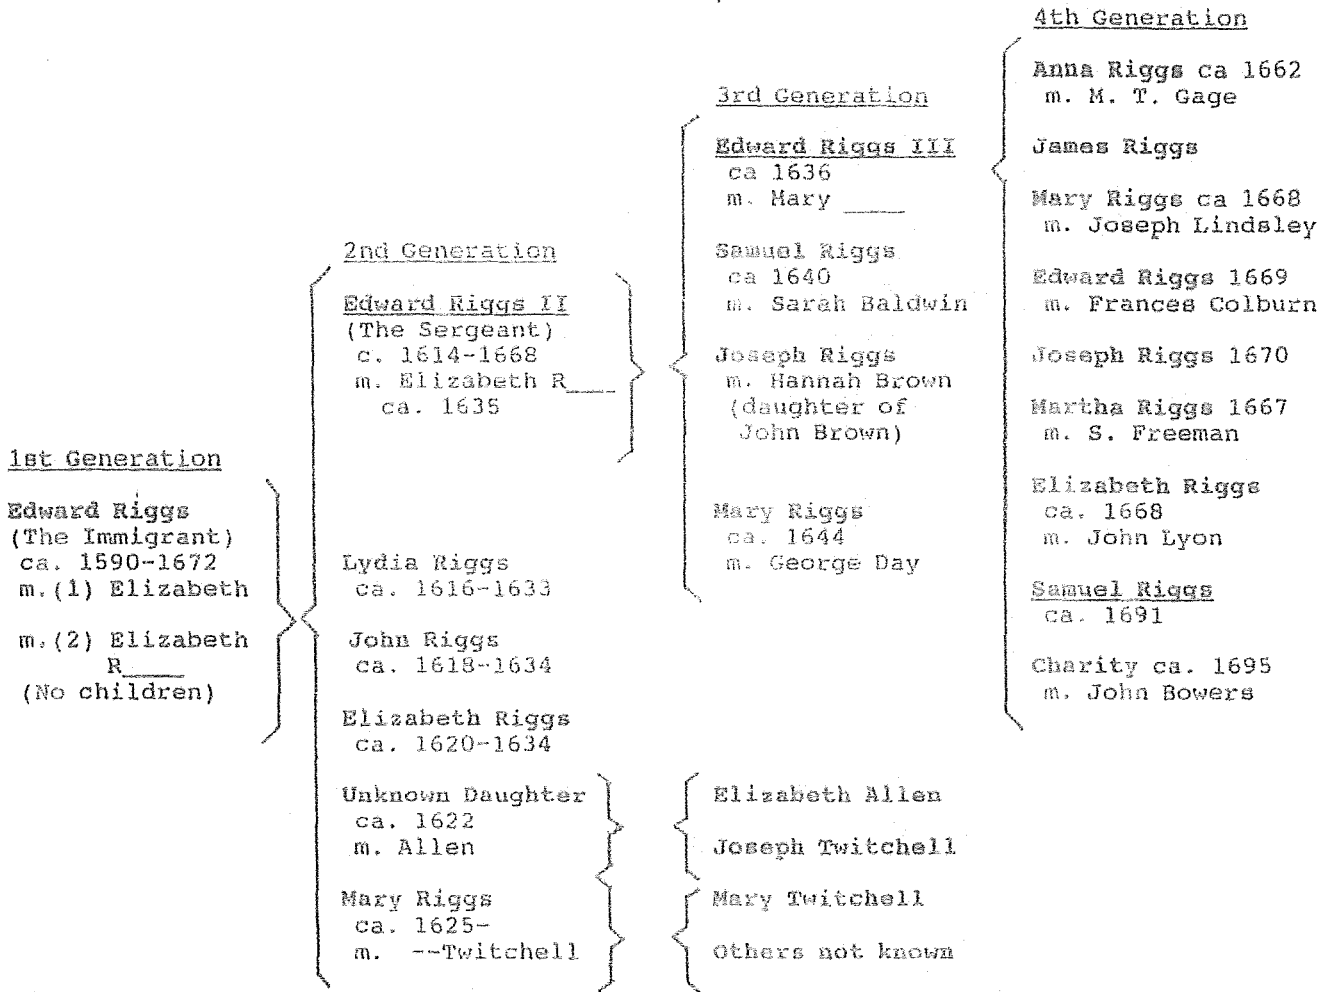 1st Generation
Edward Riggs
(The Immigrant)
ca. 1590-1672
m.(1) Elizabeth
m.(2) Elizabeth
R____
(No children)
2nd Generation
Edward Riggs II
(The Sergeant)
c. 1614-1668
m. Elizabeth R____
ca. 1635
Lydia Riggs
ca. 1616-1633
John Riggs
ca. 1618-1634
Elizabeth Riggs
ca. 1620-1634
Unknown Daughter
ca. 1622
m. Allen
Mary Riggs
ca. 1625-
m. --Twitchell
3rd Generation
Edward Riggs III
ca 1636
m. Mary ____
Samuel Riggs
ca 1640
m. Sarah Baldwin
Joseph Riggs
m. Hannah Brown
(daughter of
John Brown)
Mary Riggs
ca. 1644
m. George Day
Elizabeth Allen
Joseph Twitchell
Mary Twitchell
Others not known
4th Generation
Anna Riggs ca 1662
m. M. T. Gage
James Riggs
Mary Riggs ca 1668
m. Joseph Lindsley
Edward Riggs 1669
m. Frances Colburn
Joseph Riggs 1670
Martha Riggs 1667
m. S. Freeman
Elizabeth Riggs
ca. 1668
m. John Lyon
Samuel Riggs
ca. 1691
Charity ca. 1695
m. John Bowers